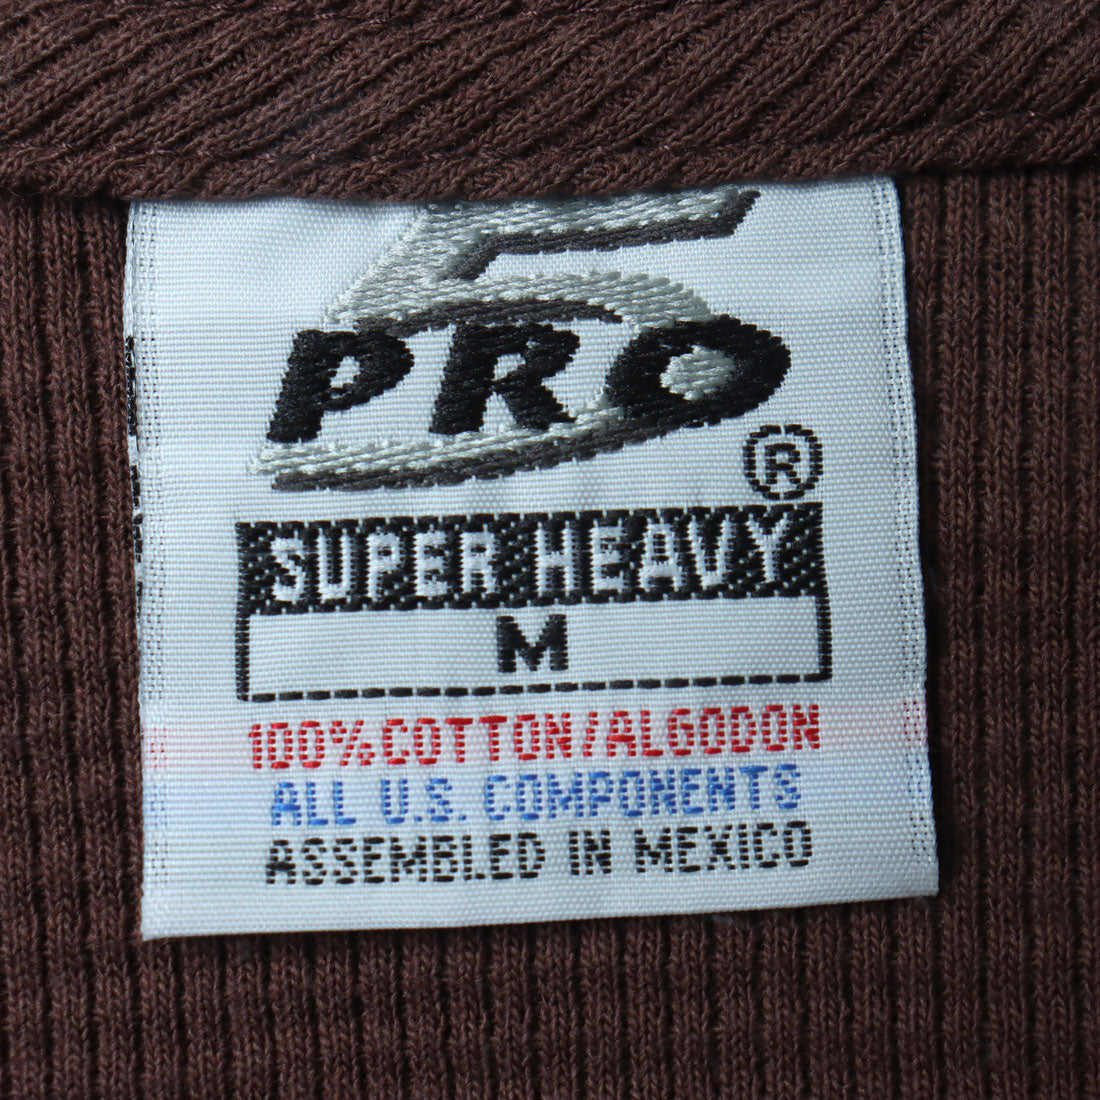 5
PRO
®
SUPER HEAVY
M
100%COTTON/ALGODON
ALL U.S. COMPONENTS
ASSEMBLED IN MEXICO